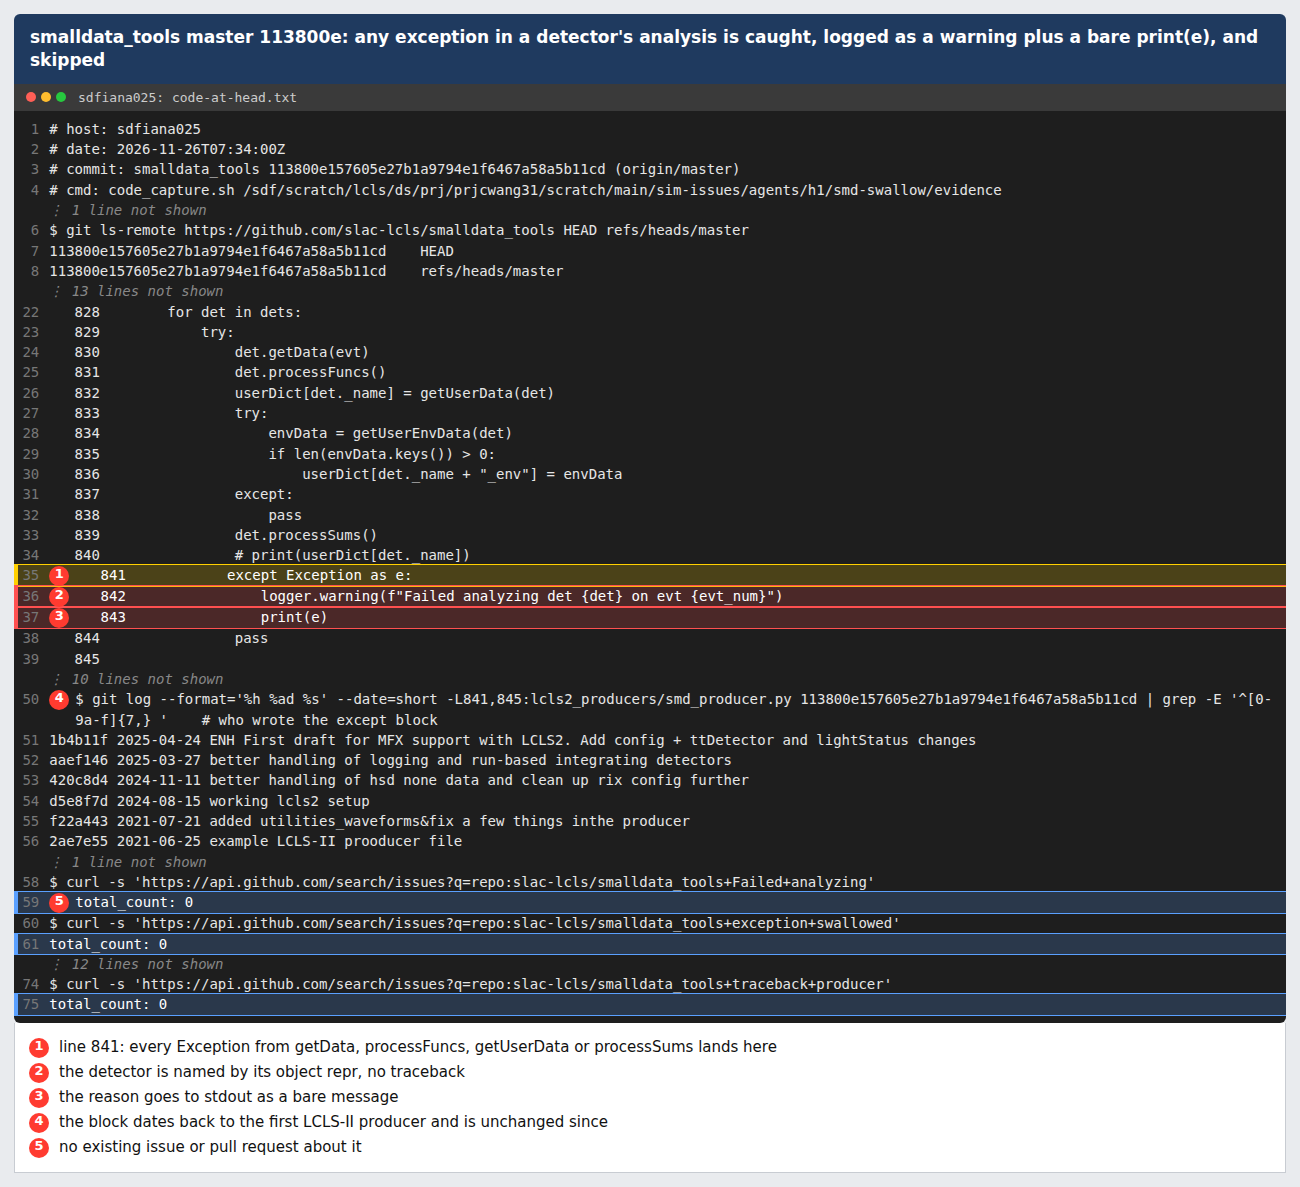 smalldata_tools master 113800e: any exception in a detector's analysis is caught, logged as a warning plus a bare print(e), and
skipped
sdfiana025: code-at-head.txt
1 # host: sdfiana025
2 # date: 2026-11-26T07:34:00Z
3 # commit: smalldata_tools 113800e157605e27b1a9794e1f6467a58a5b11cd (origin/master)
4 # cmd: code_capture.sh /sdf/scratch/lcls/ds/prj/prjcwang31/scratch/main/sim-issues/agents/h1/smd-swallow/evidence
⋮ 1 line not shown
6 $ git ls-remote https://github.com/slac-lcls/smalldata_tools HEAD refs/heads/master
7 113800e157605e27b1a9794e1f6467a58a5b11cd    HEAD
8 113800e157605e27b1a9794e1f6467a58a5b11cd    refs/heads/master
⋮ 13 lines not shown
22    828        for det in dets:
23    829            try:
24    830                det.getData(evt)
25    831                det.processFuncs()
26    832                userDict[det._name] = getUserData(det)
27    833                try:
28    834                    envData = getUserEnvData(det)
29    835                    if len(envData.keys()) > 0:
30    836                        userDict[det._name + "_env"] = envData
31    837                except:
32    838                    pass
33    839                det.processSums()
34    840                # print(userDict[det._name])
35 1    841            except Exception as e:
36 2    842                logger.warning(f"Failed analyzing det {det} on evt {evt_num}")
37 3    843                print(e)
38    844                pass
39    845
⋮ 10 lines not shown
50 4 $ git log --format='%h %ad %s' --date=short -L841,845:lcls2_producers/smd_producer.py 113800e157605e27b1a9794e1f6467a58a5b11cd | grep -E '^[0-
9a-f]{7,} '    # who wrote the except block
51 1b4b11f 2025-04-24 ENH First draft for MFX support with LCLS2. Add config + ttDetector and lightStatus changes
52 aaef146 2025-03-27 better handling of logging and run-based integrating detectors
53 420c8d4 2024-11-11 better handling of hsd none data and clean up rix config further
54 d5e8f7d 2024-08-15 working lcls2 setup
55 f22a443 2021-07-21 added utilities_waveforms&fix a few things inthe producer
56 2ae7e55 2021-06-25 example LCLS-II prooducer file
⋮ 1 line not shown
58 $ curl -s 'https://api.github.com/search/issues?q=repo:slac-lcls/smalldata_tools+Failed+analyzing'
59 5 total_count: 0
60 $ curl -s 'https://api.github.com/search/issues?q=repo:slac-lcls/smalldata_tools+exception+swallowed'
61 total_count: 0
⋮ 12 lines not shown
74 $ curl -s 'https://api.github.com/search/issues?q=repo:slac-lcls/smalldata_tools+traceback+producer'
75 total_count: 0
1 line 841: every Exception from getData, processFuncs, getUserData or processSums lands here
2 the detector is named by its object repr, no traceback
3 the reason goes to stdout as a bare message
4 the block dates back to the first LCLS-II producer and is unchanged since
5 no existing issue or pull request about it